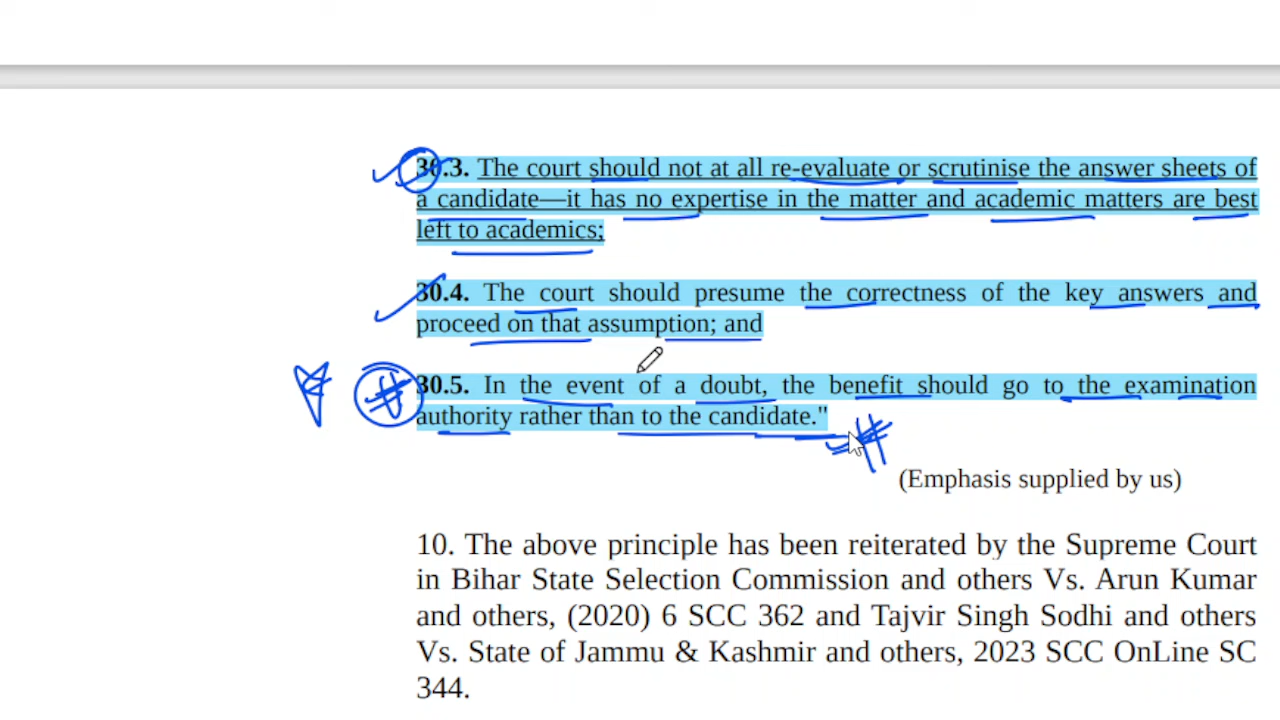 30.3. The court should not at all re-evaluate or scrutinise the answer sheets of
a candidate—it has no expertise in the matter and academic matters are best
left to academics;
30.4. The court should presume the correctness of the key answers and
proceed on that assumption; and
30.5. In the event of a doubt, the benefit should go to the examination
authority rather than to the candidate."
(Emphasis supplied by us)
10. The above principle has been reiterated by the Supreme Court
in Bihar State Selection Commission and others Vs. Arun Kumar
and others, (2020) 6 SCC 362 and Tajvir Singh Sodhi and others
Vs. State of Jammu & Kashmir and others, 2023 SCC OnLine SC
344.